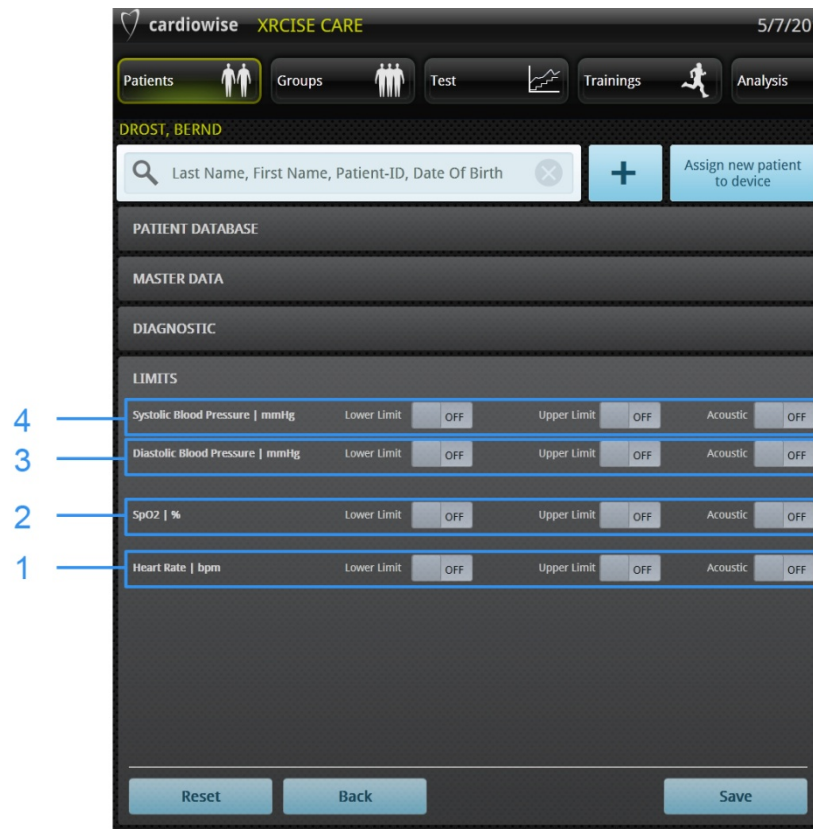 cardiowise XRCISE CARE 5/7/20
Patients Groups Test Trainings Analysis
DROST, BERND
Last Name, First Name, Patient-ID, Date Of Birth + Assign new patient
to device
PATIENT DATABASE
MASTER DATA
DIAGNOSTIC
LIMITS
4 Systolic Blood Pressure | mmHg Lower Limit OFF Upper Limit OFF Acoustic OFF
3 Diastolic Blood Pressure | mmHg Lower Limit OFF Upper Limit OFF Acoustic OFF
2 SpO2 | % Lower Limit OFF Upper Limit OFF Acoustic OFF
1 Heart Rate | bpm Lower Limit OFF Upper Limit OFF Acoustic OFF
Reset Back Save